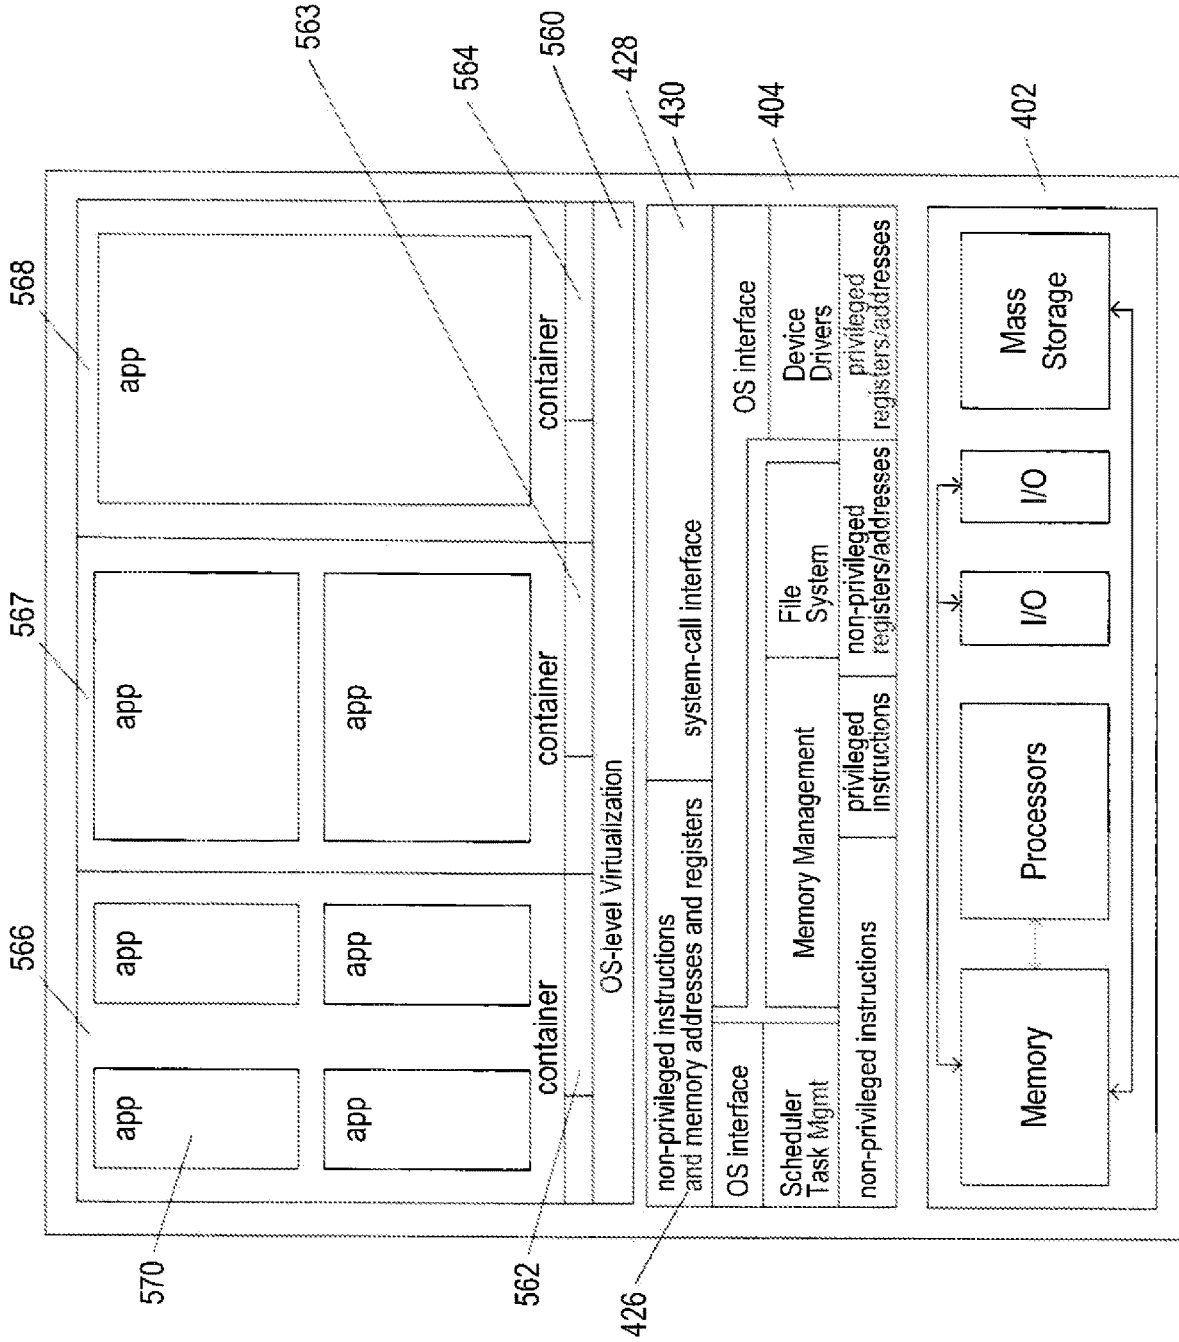 566
567
568
app
app
app
app
570
563
app
app
app
564
562
container
container
container
560
OS-level Virtualization
428
426
non-privileged instructions
and memory addresses and registers
system-call interface
430
OS interface
OS interface
404
Scheduler
Task Mgmt
Memory Management
File
System
Device
Drivers
non-privileged instructions
privileged
instructions
non-privileged
registers/addresses
privileged
registers/addresses
402
Memory
Processors
I/O
I/O
Mass
Storage